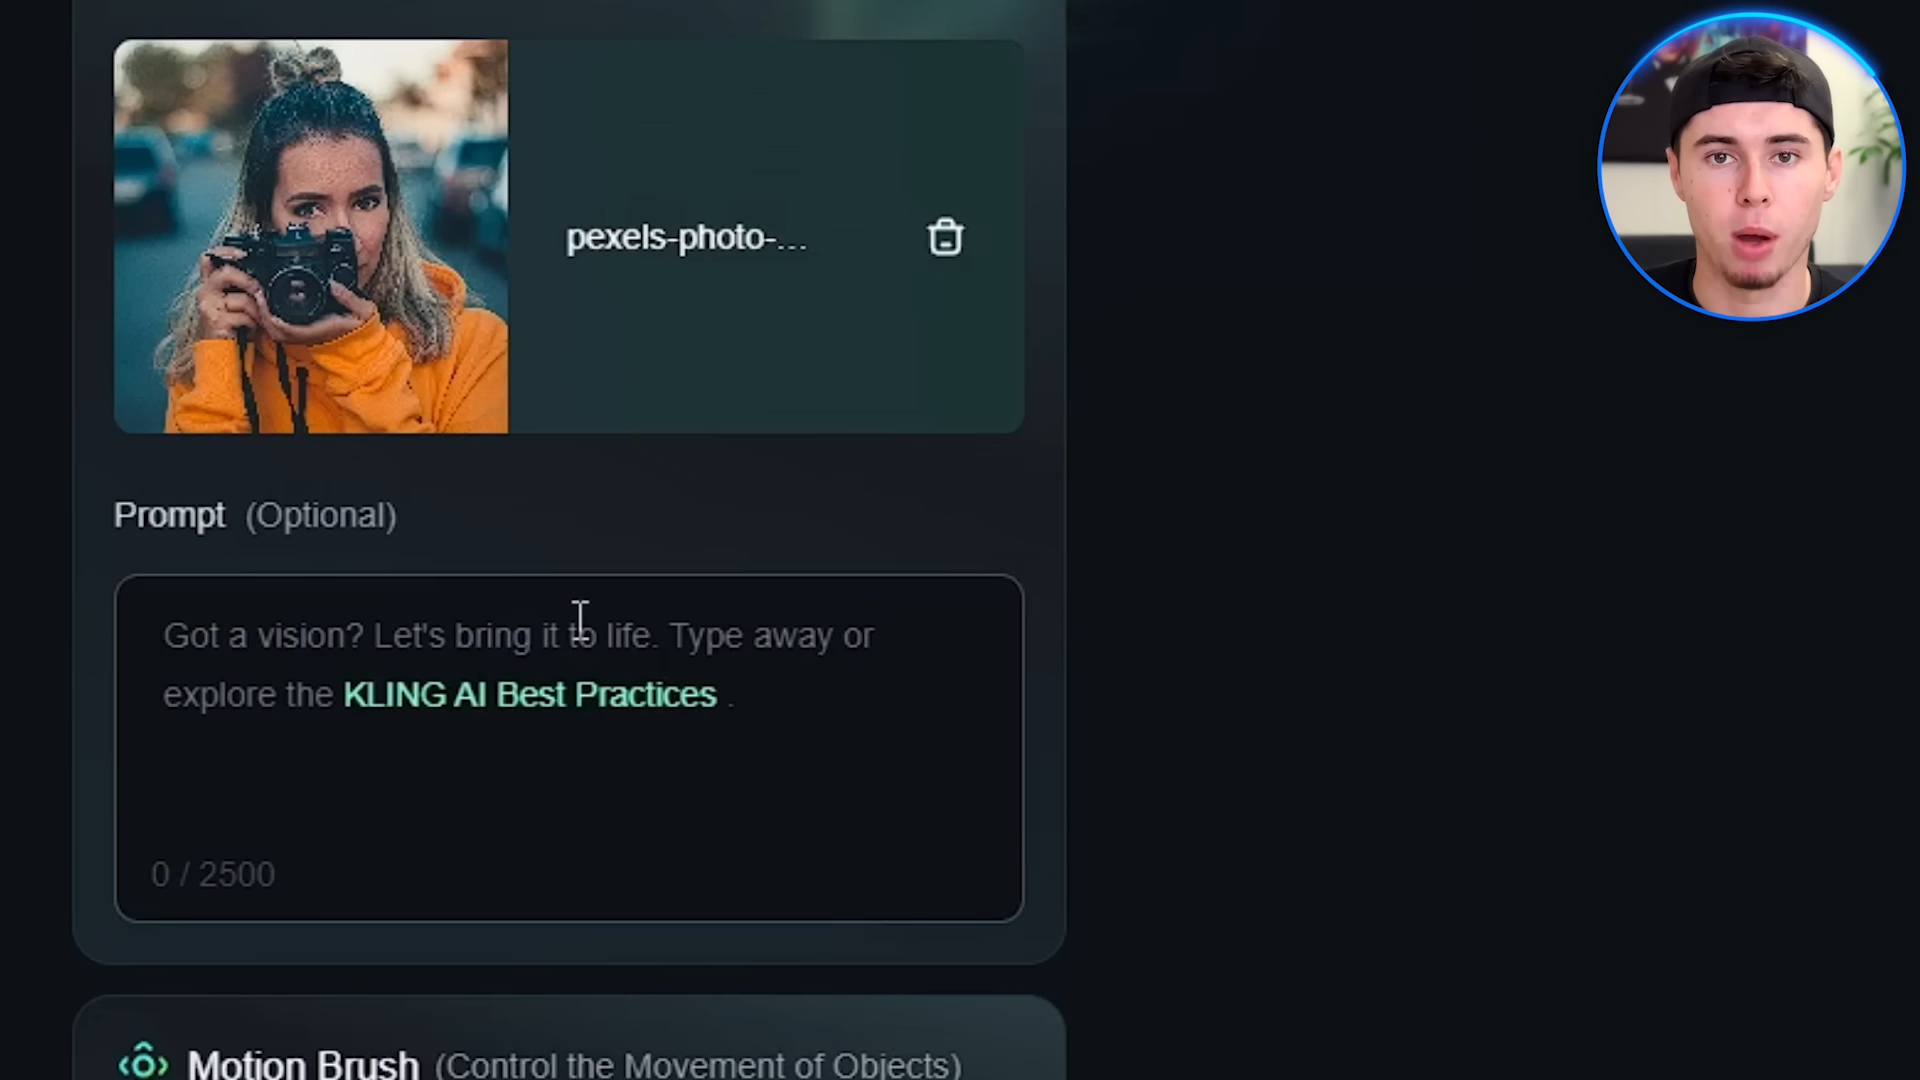 pexels-photo-...
Prompt (Optional)
Got a vision? Let's bring it to life. Type away or
explore the KLING AI Best Practices .
0 / 2500
Motion Brush (Control the Movement of Objects)